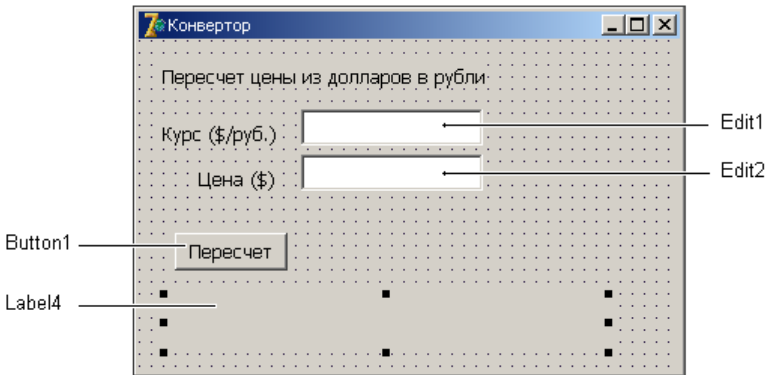 Конвертор
Пересчет цены из долларов в рубли
Курс ($/руб.)
Edit1
Цена ($)
Edit2
Button1
Пересчет
Label4